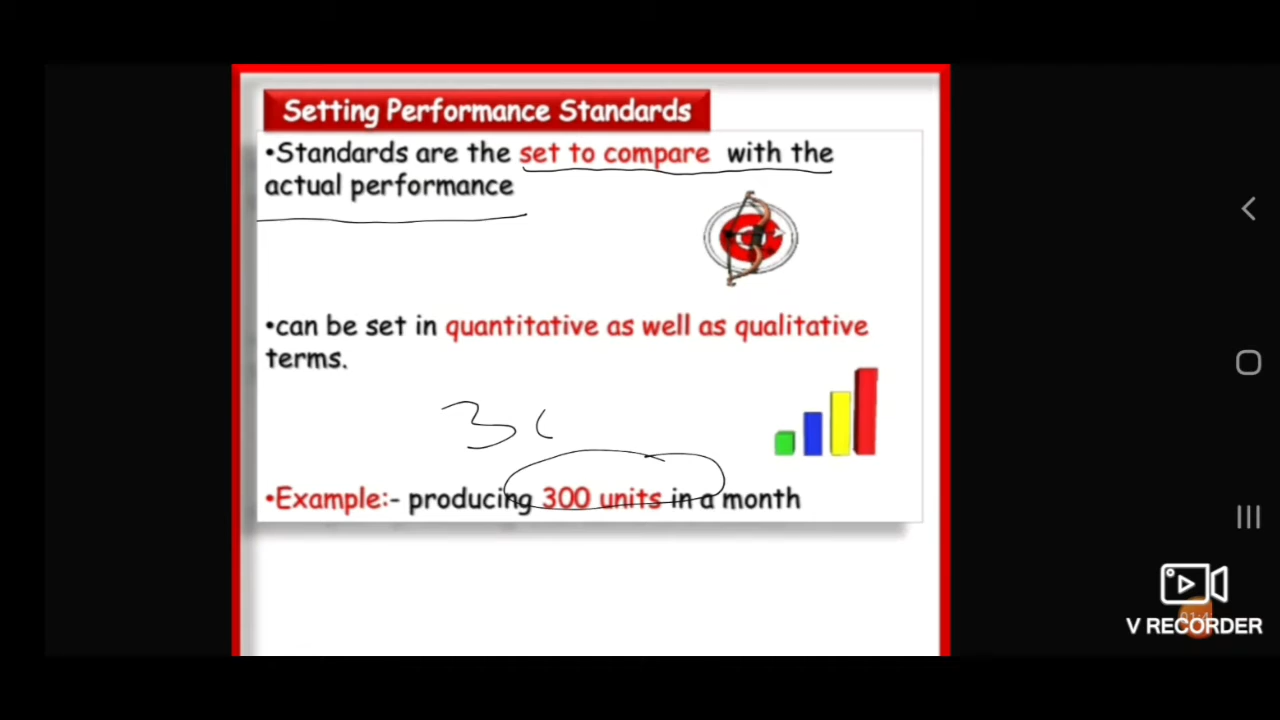 Setting Performance Standards
•Standards are the set to compare with the
actual performance
•can be set in quantitative as well as qualitative
terms.
3
•Example:- producing 300 units in a month
V RECORDER